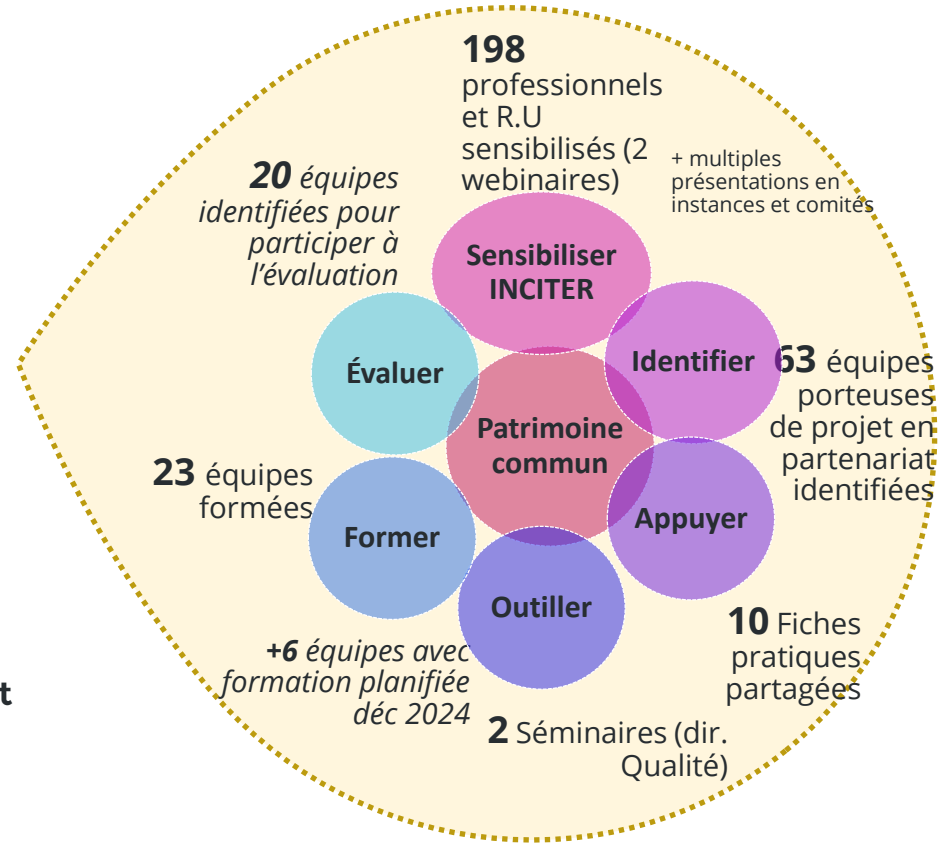 198
professionnels
et R.U
sensibilisés (2
webinaires)
+ multiples
présentations en
instances et comités
20 équipes
identifiées pour
participer à
l’évaluation
Sensibiliser
INCITER
Identifier
63 équipes
porteuses
de projet en
partenariat
identifiées
Évaluer
Patrimoine
commun
23 équipes
formées
Appuyer
Former
Outiller
10 Fiches
pratiques
partagées
+6 équipes avec
formation planifiée
déc 2024
t
2 Séminaires (dir.
Qualité)